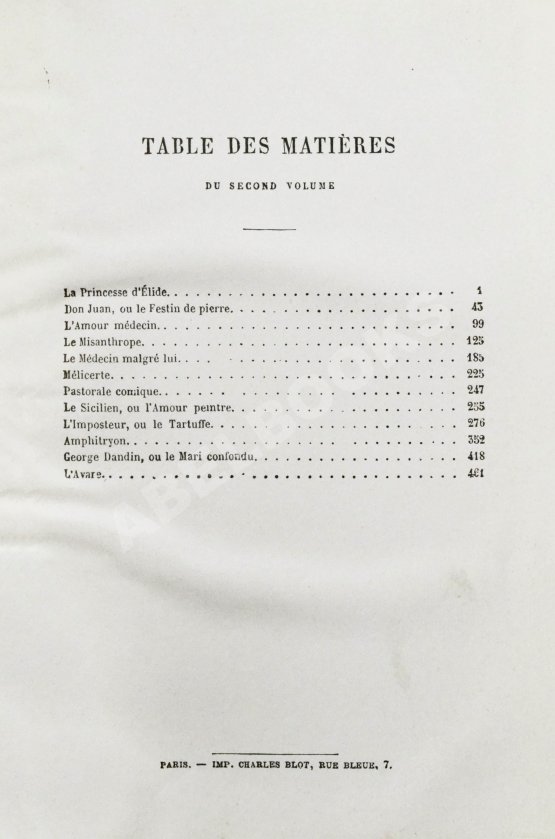 TABLE DES MATIÈRES
DU SECOND VOLUME
La Princesse d'Élide. 1
Don Juan, ou le Festin de pierre. 43
L'Amour médecin. 99
Le Misanthrope. 125
Le Médecin malgré lui. 185
Mélicerte. 225
Pastorale comique. 247
Le Sicilien, ou l'Amour peintre. 255
L'Imposteur, ou le Tartuffe. 276
Amphitryon. 352
George Dandin, ou le Mari confondu. 418
L'Avare. 461
PARIS. — IMP. CHARLES BLOT, RUE BLEUE, 7.